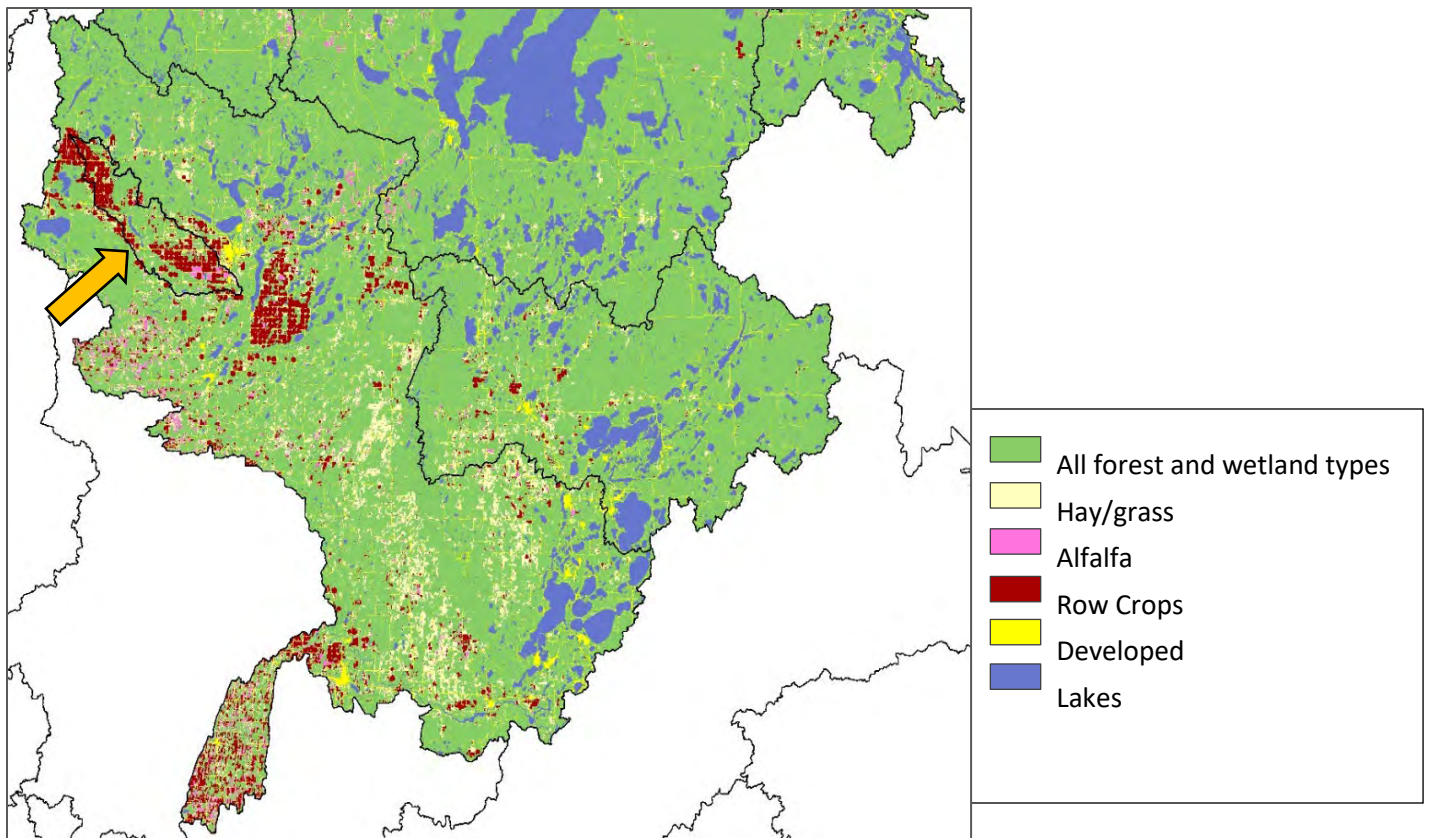 All forest and wetland types
Hay/grass
Alfalfa
Row Crops
Developed
Lakes